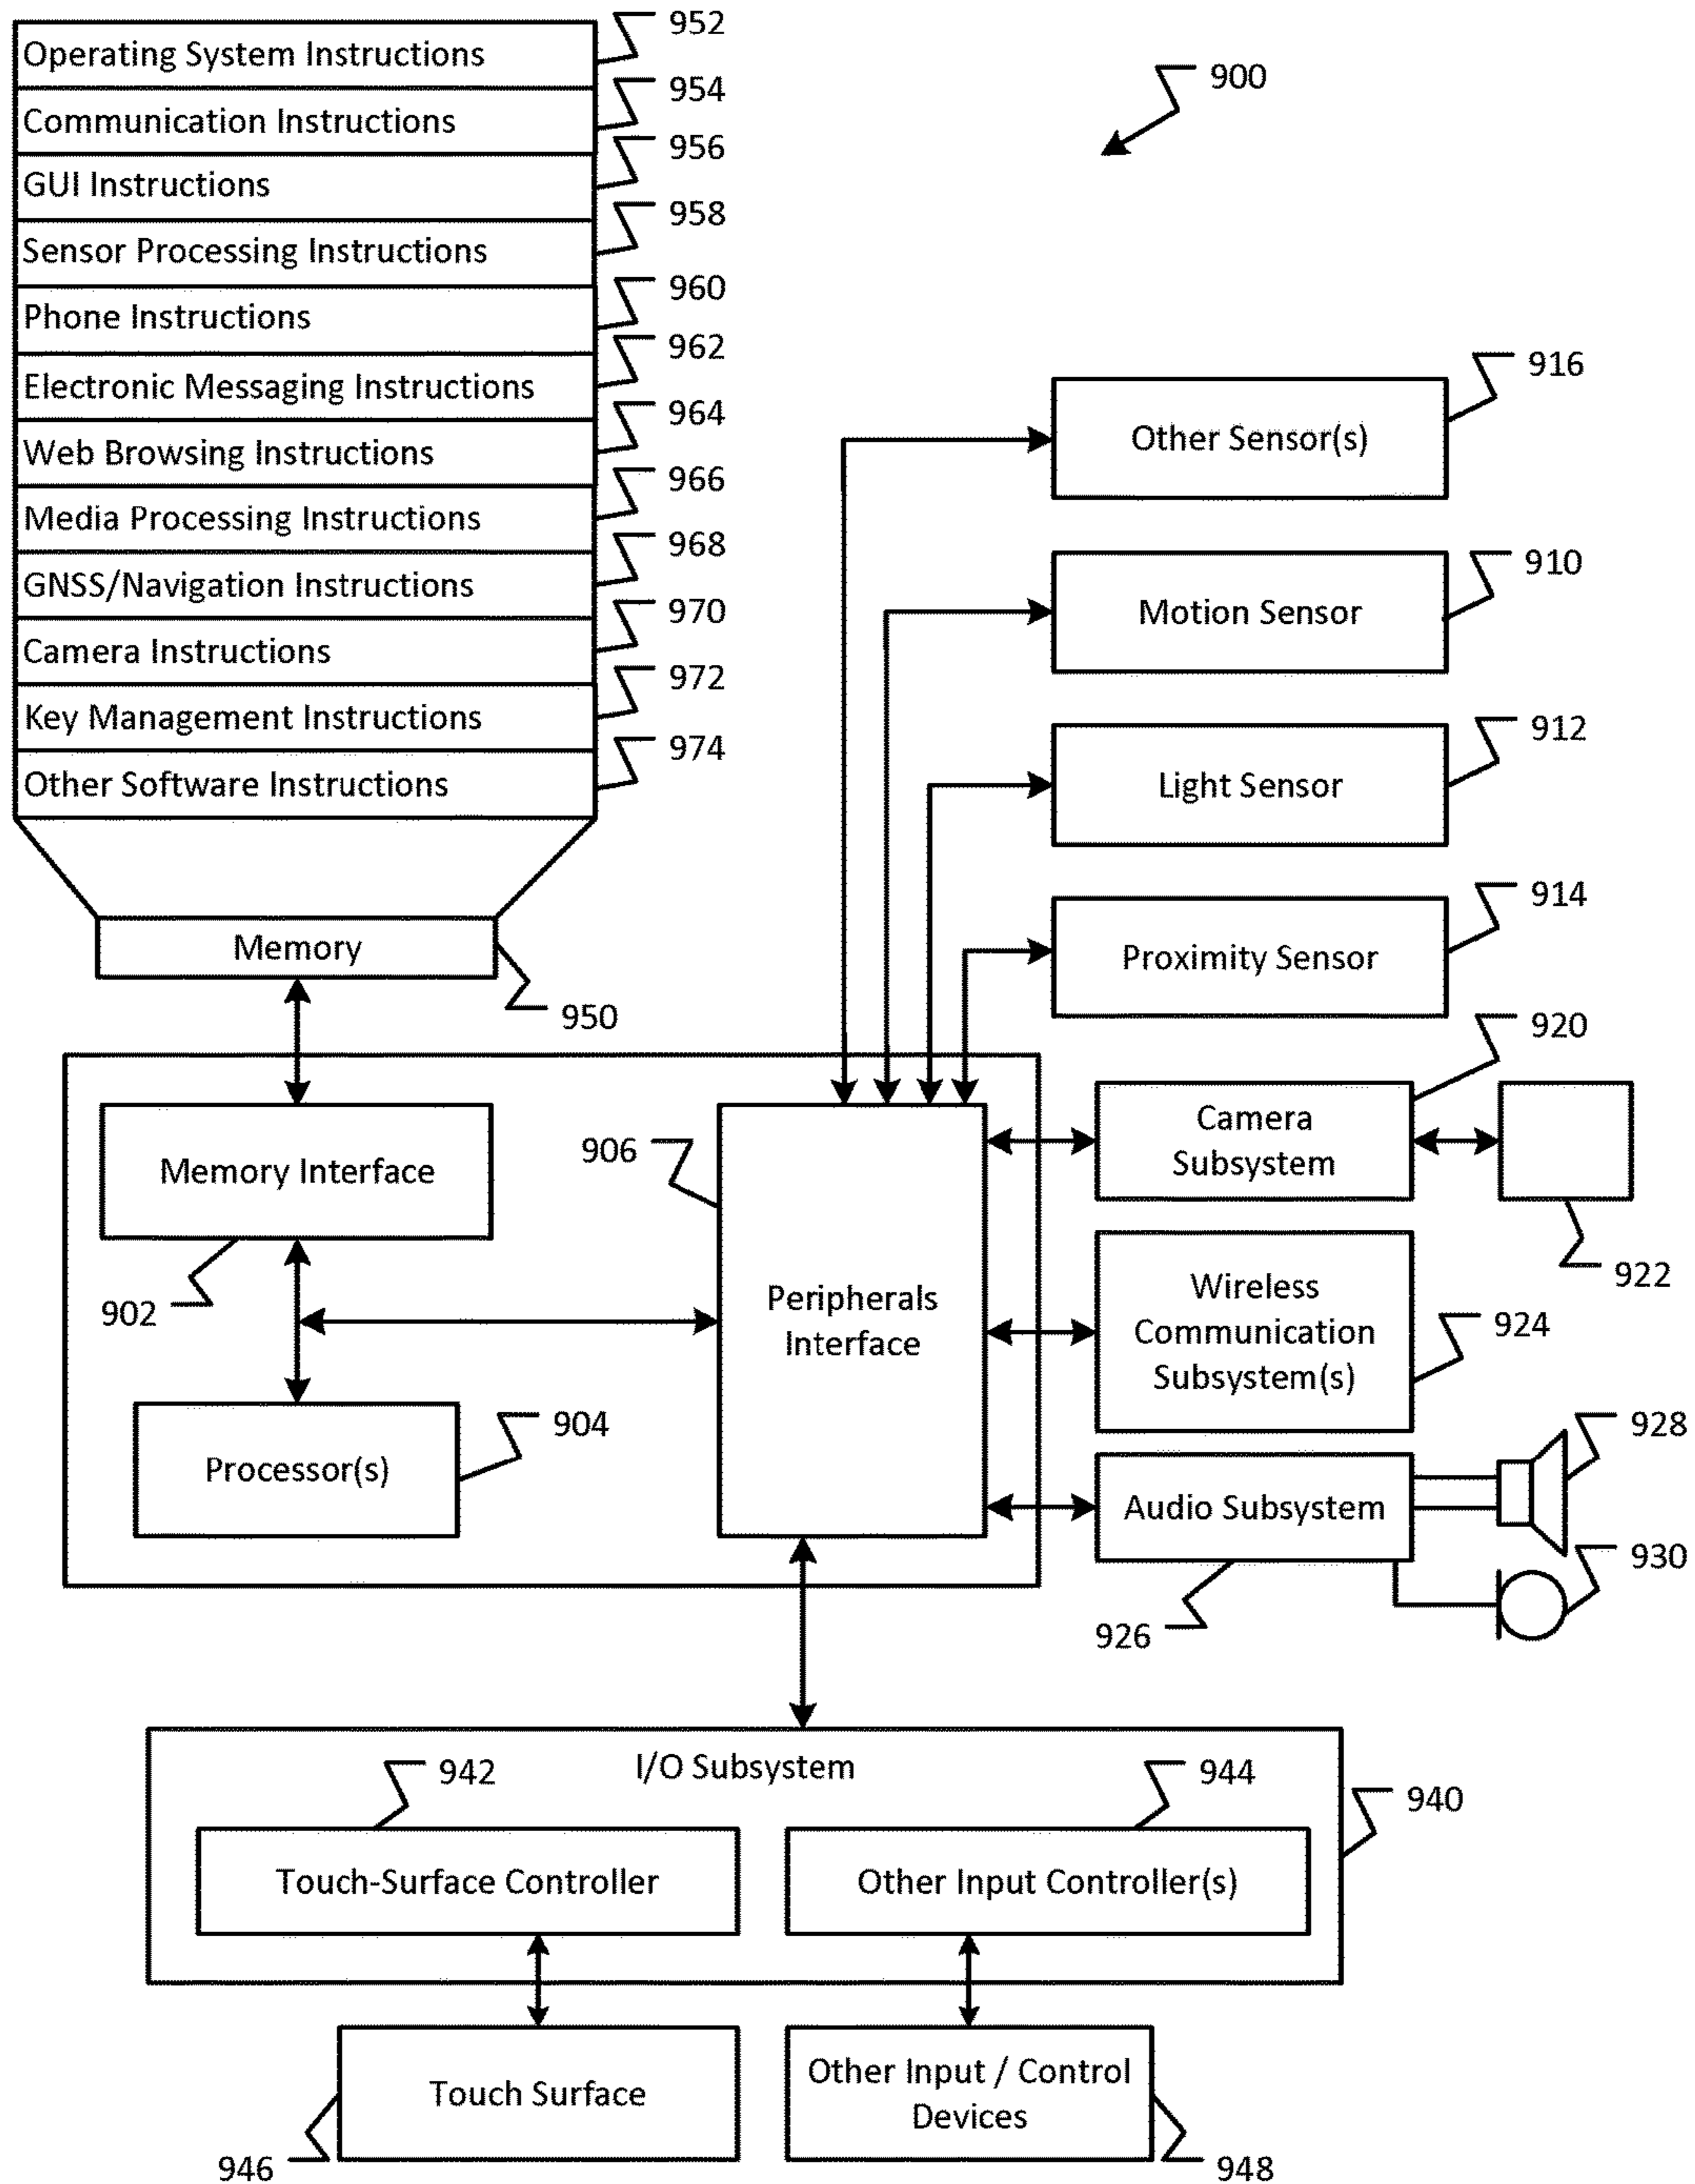 952
Operating System Instructions
900
954
Communication Instructions
956
GUI Instructions
958
Sensor Processing Instructions
960
Phone Instructions
962
Electronic Messaging Instructions
964
Web Browsing Instructions
966
Media Processing Instructions
968
GNSS/Navigation Instructions
970
Camera Instructions
972
Key Management Instructions
974
Other Software Instructions
Memory
950
916
Other Sensor(s)
910
Motion Sensor
912
Light Sensor
914
Proximity Sensor
920
Camera
Subsystem
922
Memory Interface
902
906
Peripherals
Interface
Wireless
Communication
Subsystem(s)
924
904
Processor(s)
928
Audio Subsystem
930
926
I/O Subsystem
942
944
940
Touch-Surface Controller
Other Input Controller(s)
Touch Surface
946
Other Input / Control
Devices
948